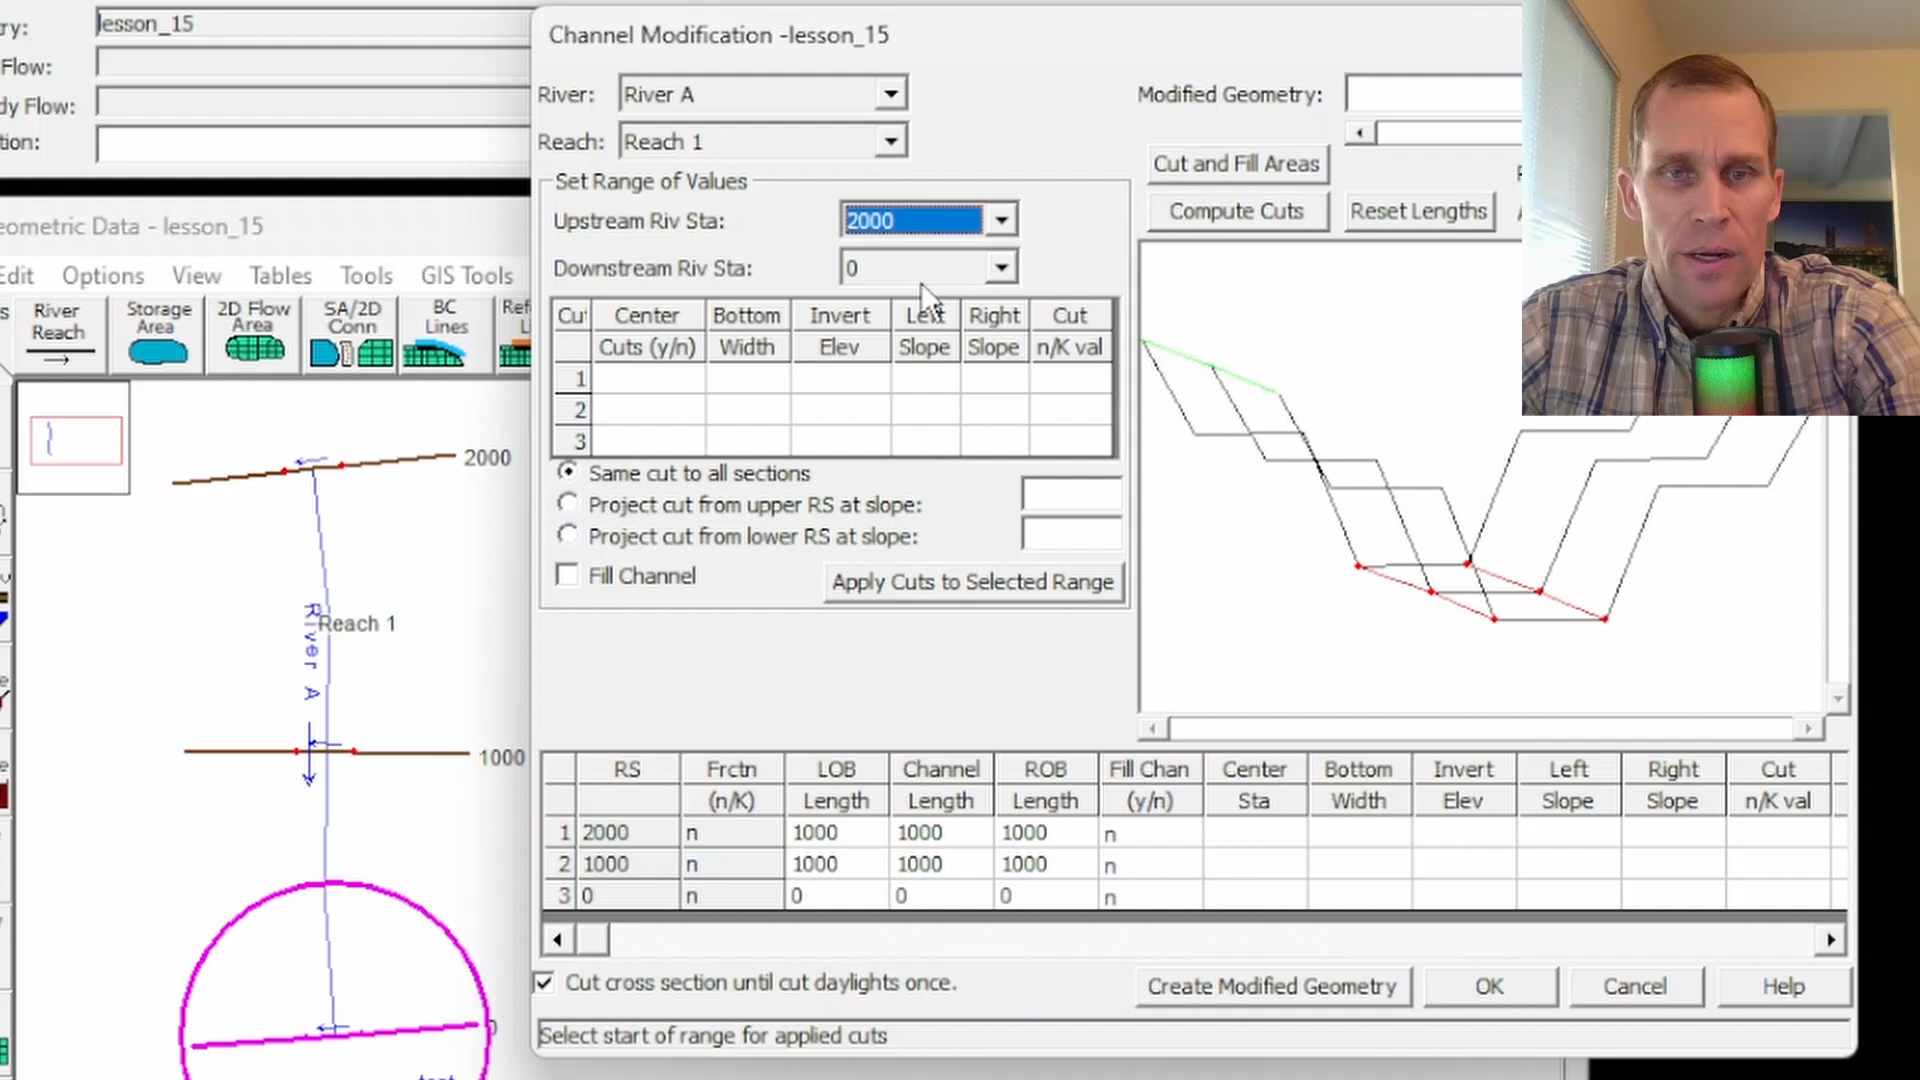 ry: lesson_15
Flow:
dy Flow:
tion:
eometric Data - lesson_15
Edit Options View Tables Tools GIS Tools
River Reach
Storage Area
2D Flow Area
SA/2D Conn
BC Lines
2000
Reach 1
River A
1000
0
Channel Modification -lesson_15
River: River A
Reach: Reach 1
Modified Geometry:
Set Range of Values
Upstream Riv Sta: 2000
Downstream Riv Sta: 0
Cut and Fill Areas
Compute Cuts Reset Lengths
Cu Center Bottom Invert Left Right Cut
Cuts (y/n) Width Elev Slope Slope n/K val
1
2
3
Same cut to all sections
Project cut from upper RS at slope:
Project cut from lower RS at slope:
Fill Channel Apply Cuts to Selected Range
RS Frctn LOB Channel ROB Fill Chan Center Bottom Invert Left Right Cut
(n/K) Length Length Length (y/n) Sta Width Elev Slope Slope n/K val
1 2000 n 1000 1000 1000 n
2 1000 n 1000 1000 1000 n
3 0 n 0 0 0 n
Cut cross section until cut daylights once. Create Modified Geometry OK Cancel Help
Select start of range for applied cuts